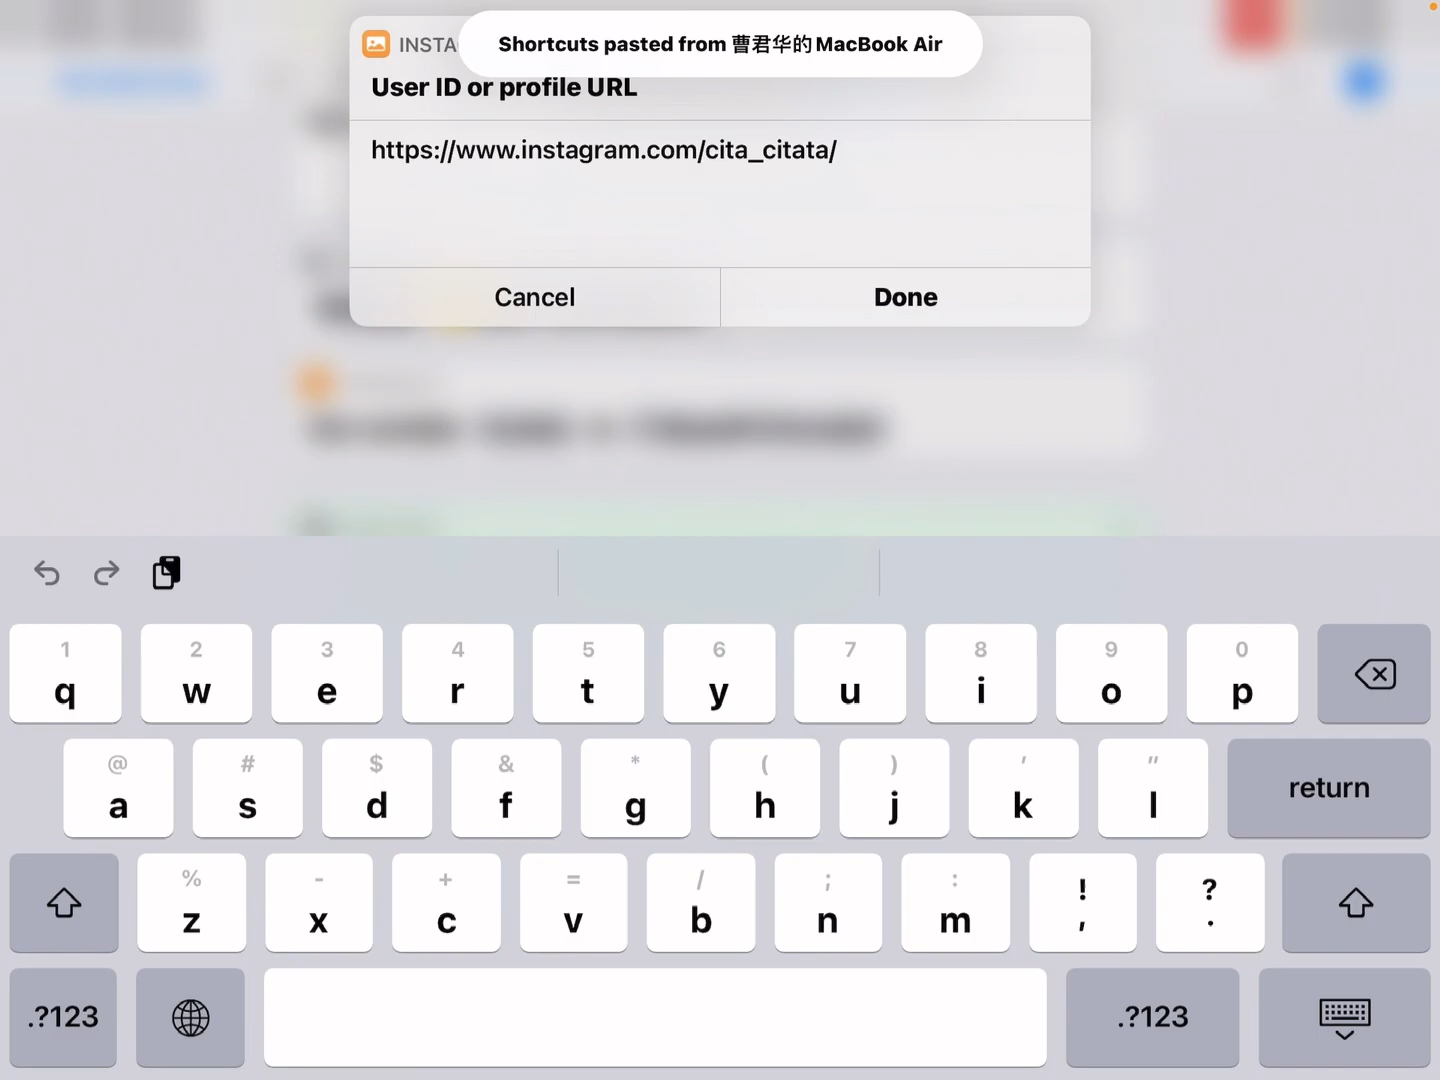 INSTA
Shortcuts pasted from 曹君华的MacBook Air
User ID or profile URL
https://www.instagram.com/cita_citata/
Cancel
Done
1 2 3 4 5 6 7 8 9 0
q w e r t y u i o p
@ # $ & * ( ) ' "
a s d f g h j k l return
% - + = / ; : ! ?
z x c v b n m , .
.?123 .?123